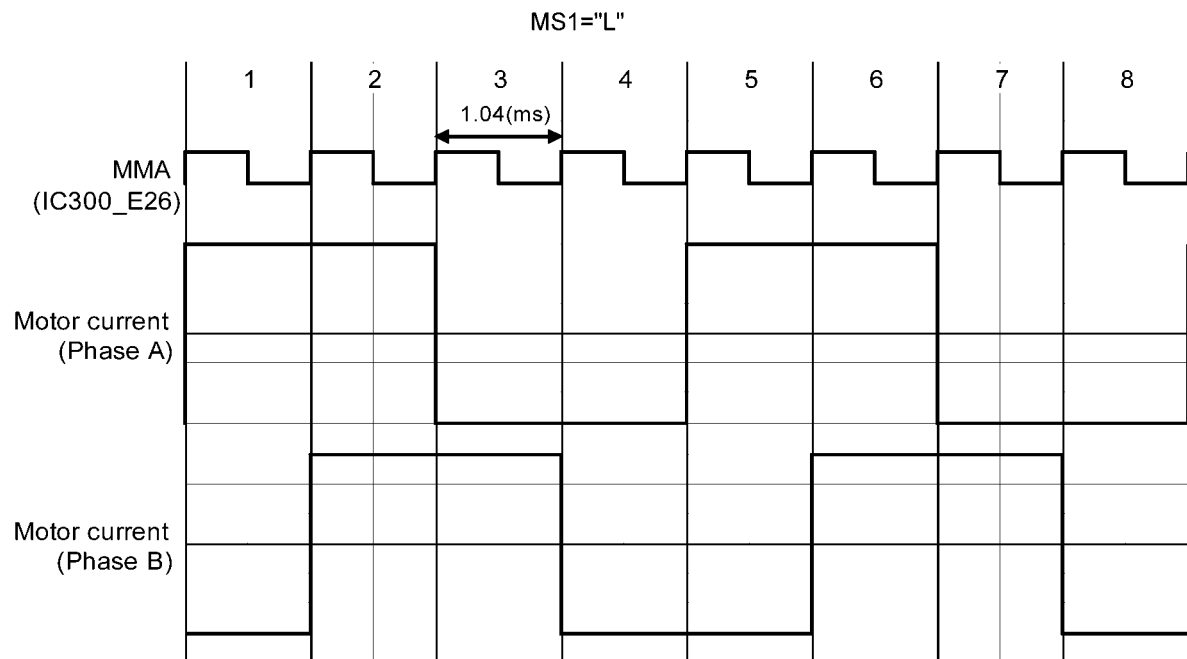 MS1="L"
1 2 3 4 5 6 7 8
1.04(ms)
MMA
(IC300_E26)
Motor current
(Phase A)
Motor current
(Phase B)